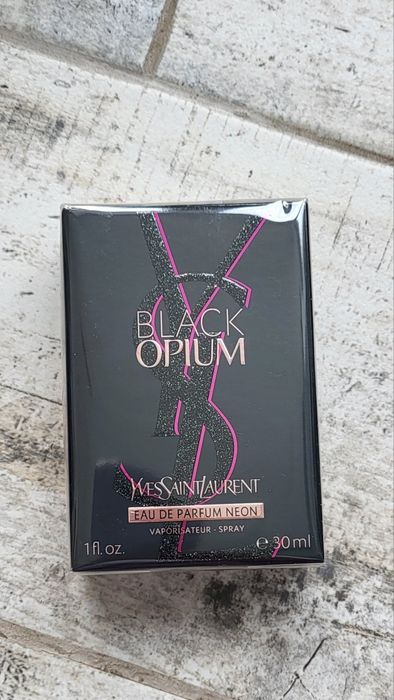 BLACK
OPIUM
YVESSAINTLAURENT
EAU DE PARFUM NEON
VAPORISATEUR - SPRAY
1 fl. oz. e 30 ml